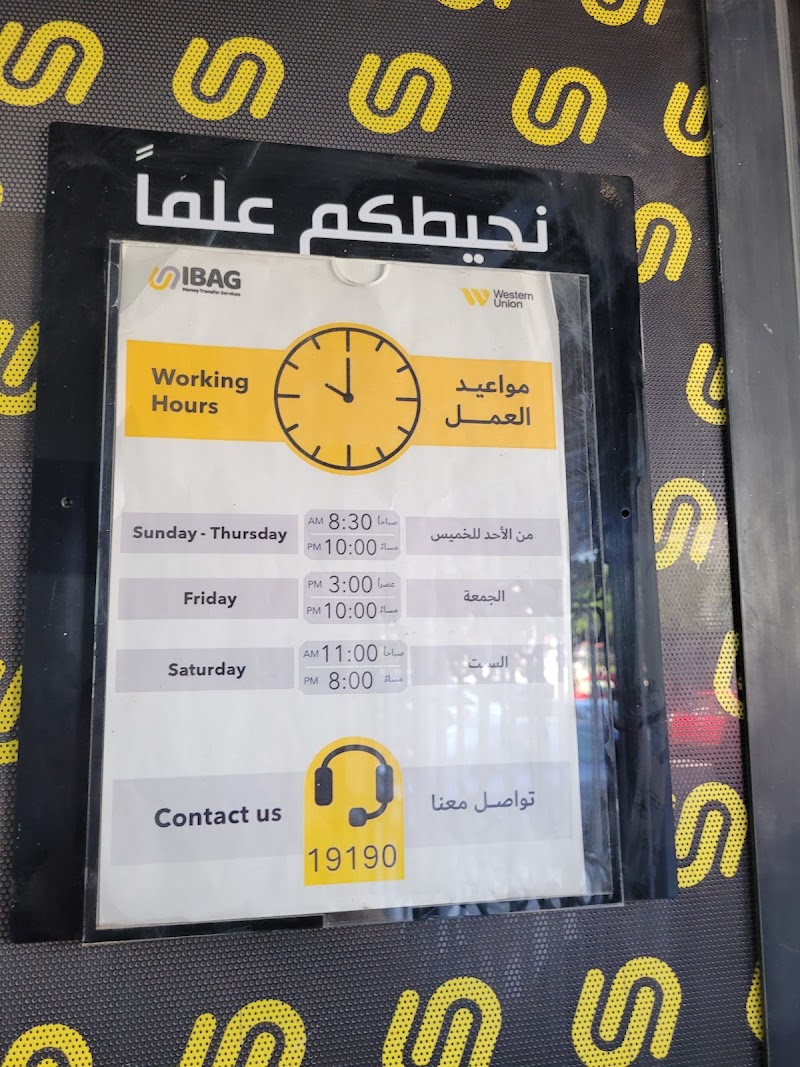 نحيطكم علماً
IBAG
Money Transfer Services
Western
Union
Working
Hours
مواعيد
العمـــل
Sunday - Thursday
AM 8:30 صباحاً
PM 10:00 مساءً
من الأحد للخميس
Friday
PM 3:00 عصراً
PM 10:00 مساءً
الجمعة
Saturday
AM 11:00 صباحاً
PM 8:00 مساءً
السبت
Contact us
19190
تواصـل معنا